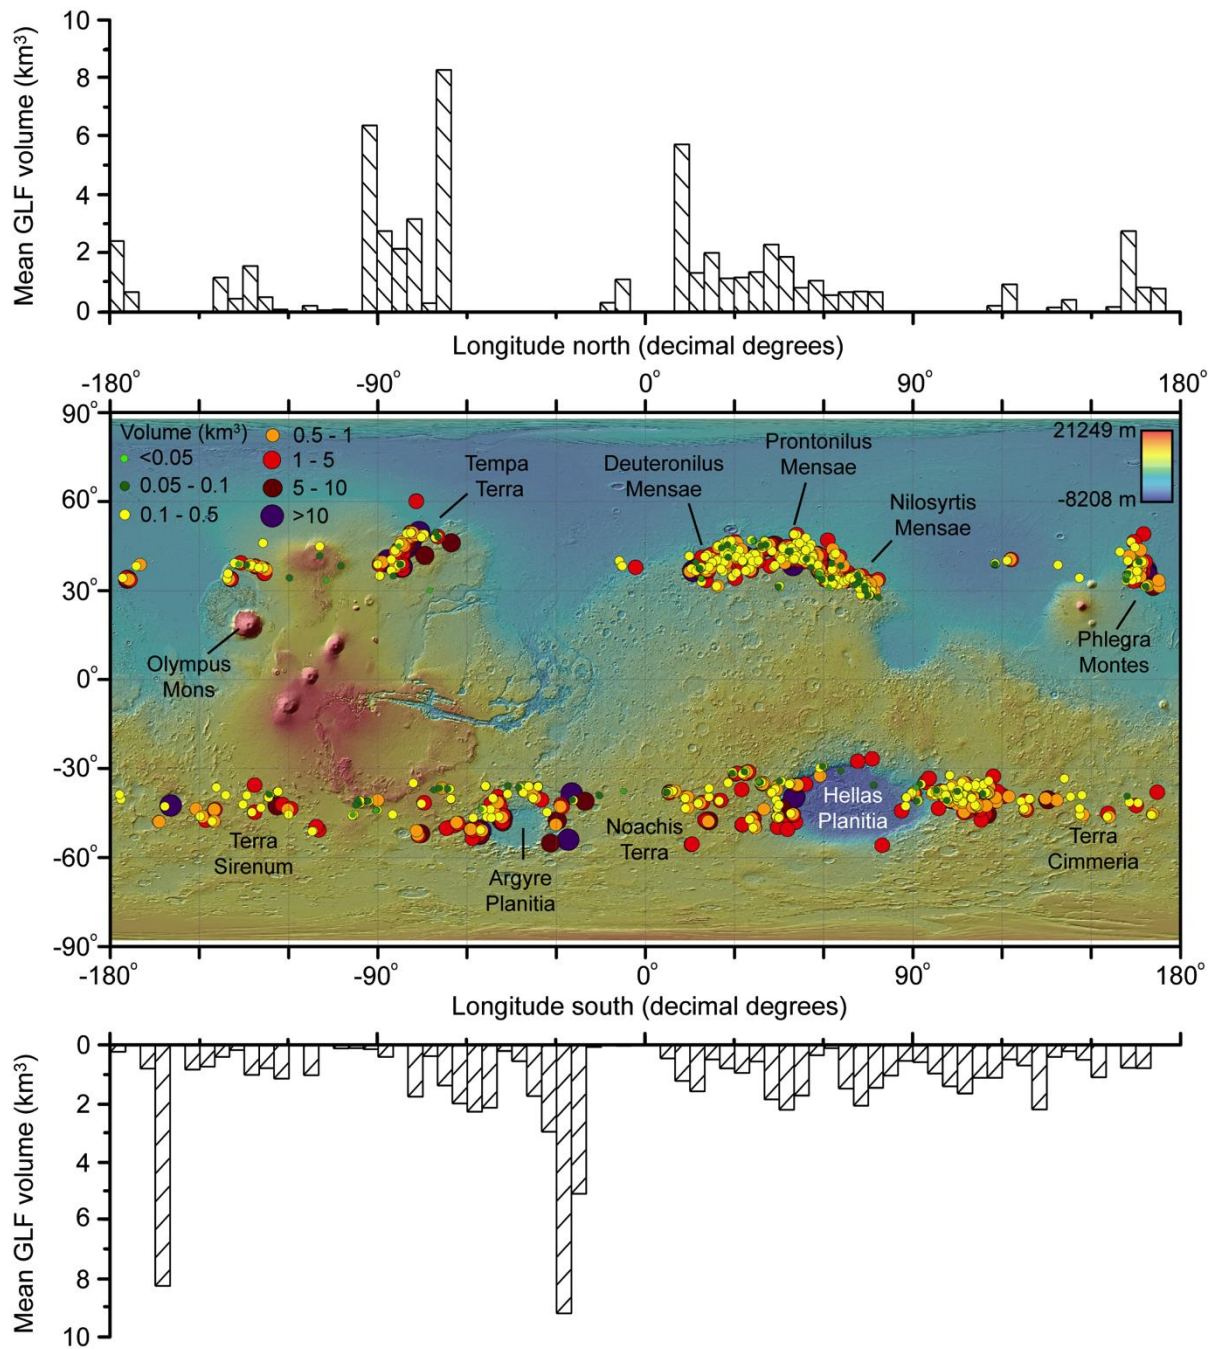 10
8
6
4
2
0
Mean GLF volume (km³)
Longitude north (decimal degrees)
-180° -90° 0° 90° 180°
90°
60°
30°
0°
-30°
-60°
-90°
Volume (km³)
<0.05
0.05 - 0.1
0.1 - 0.5
0.5 - 1
1 - 5
5 - 10
>10
Tempa
Terra
Deuteronilus
Mensae
Prontonilus
Mensae
Nilosyrtis
Mensae
21249 m
-8208 m
Olympus
Mons
Phlegra
Montes
Terra
Sirenum
Argyre
Planitia
Noachis
Terra
Hellas
Planitia
Terra
Cimmeria
-180° -90° 0° 90° 180°
Longitude south (decimal degrees)
0
2
4
6
8
10
Mean GLF volume (km³)